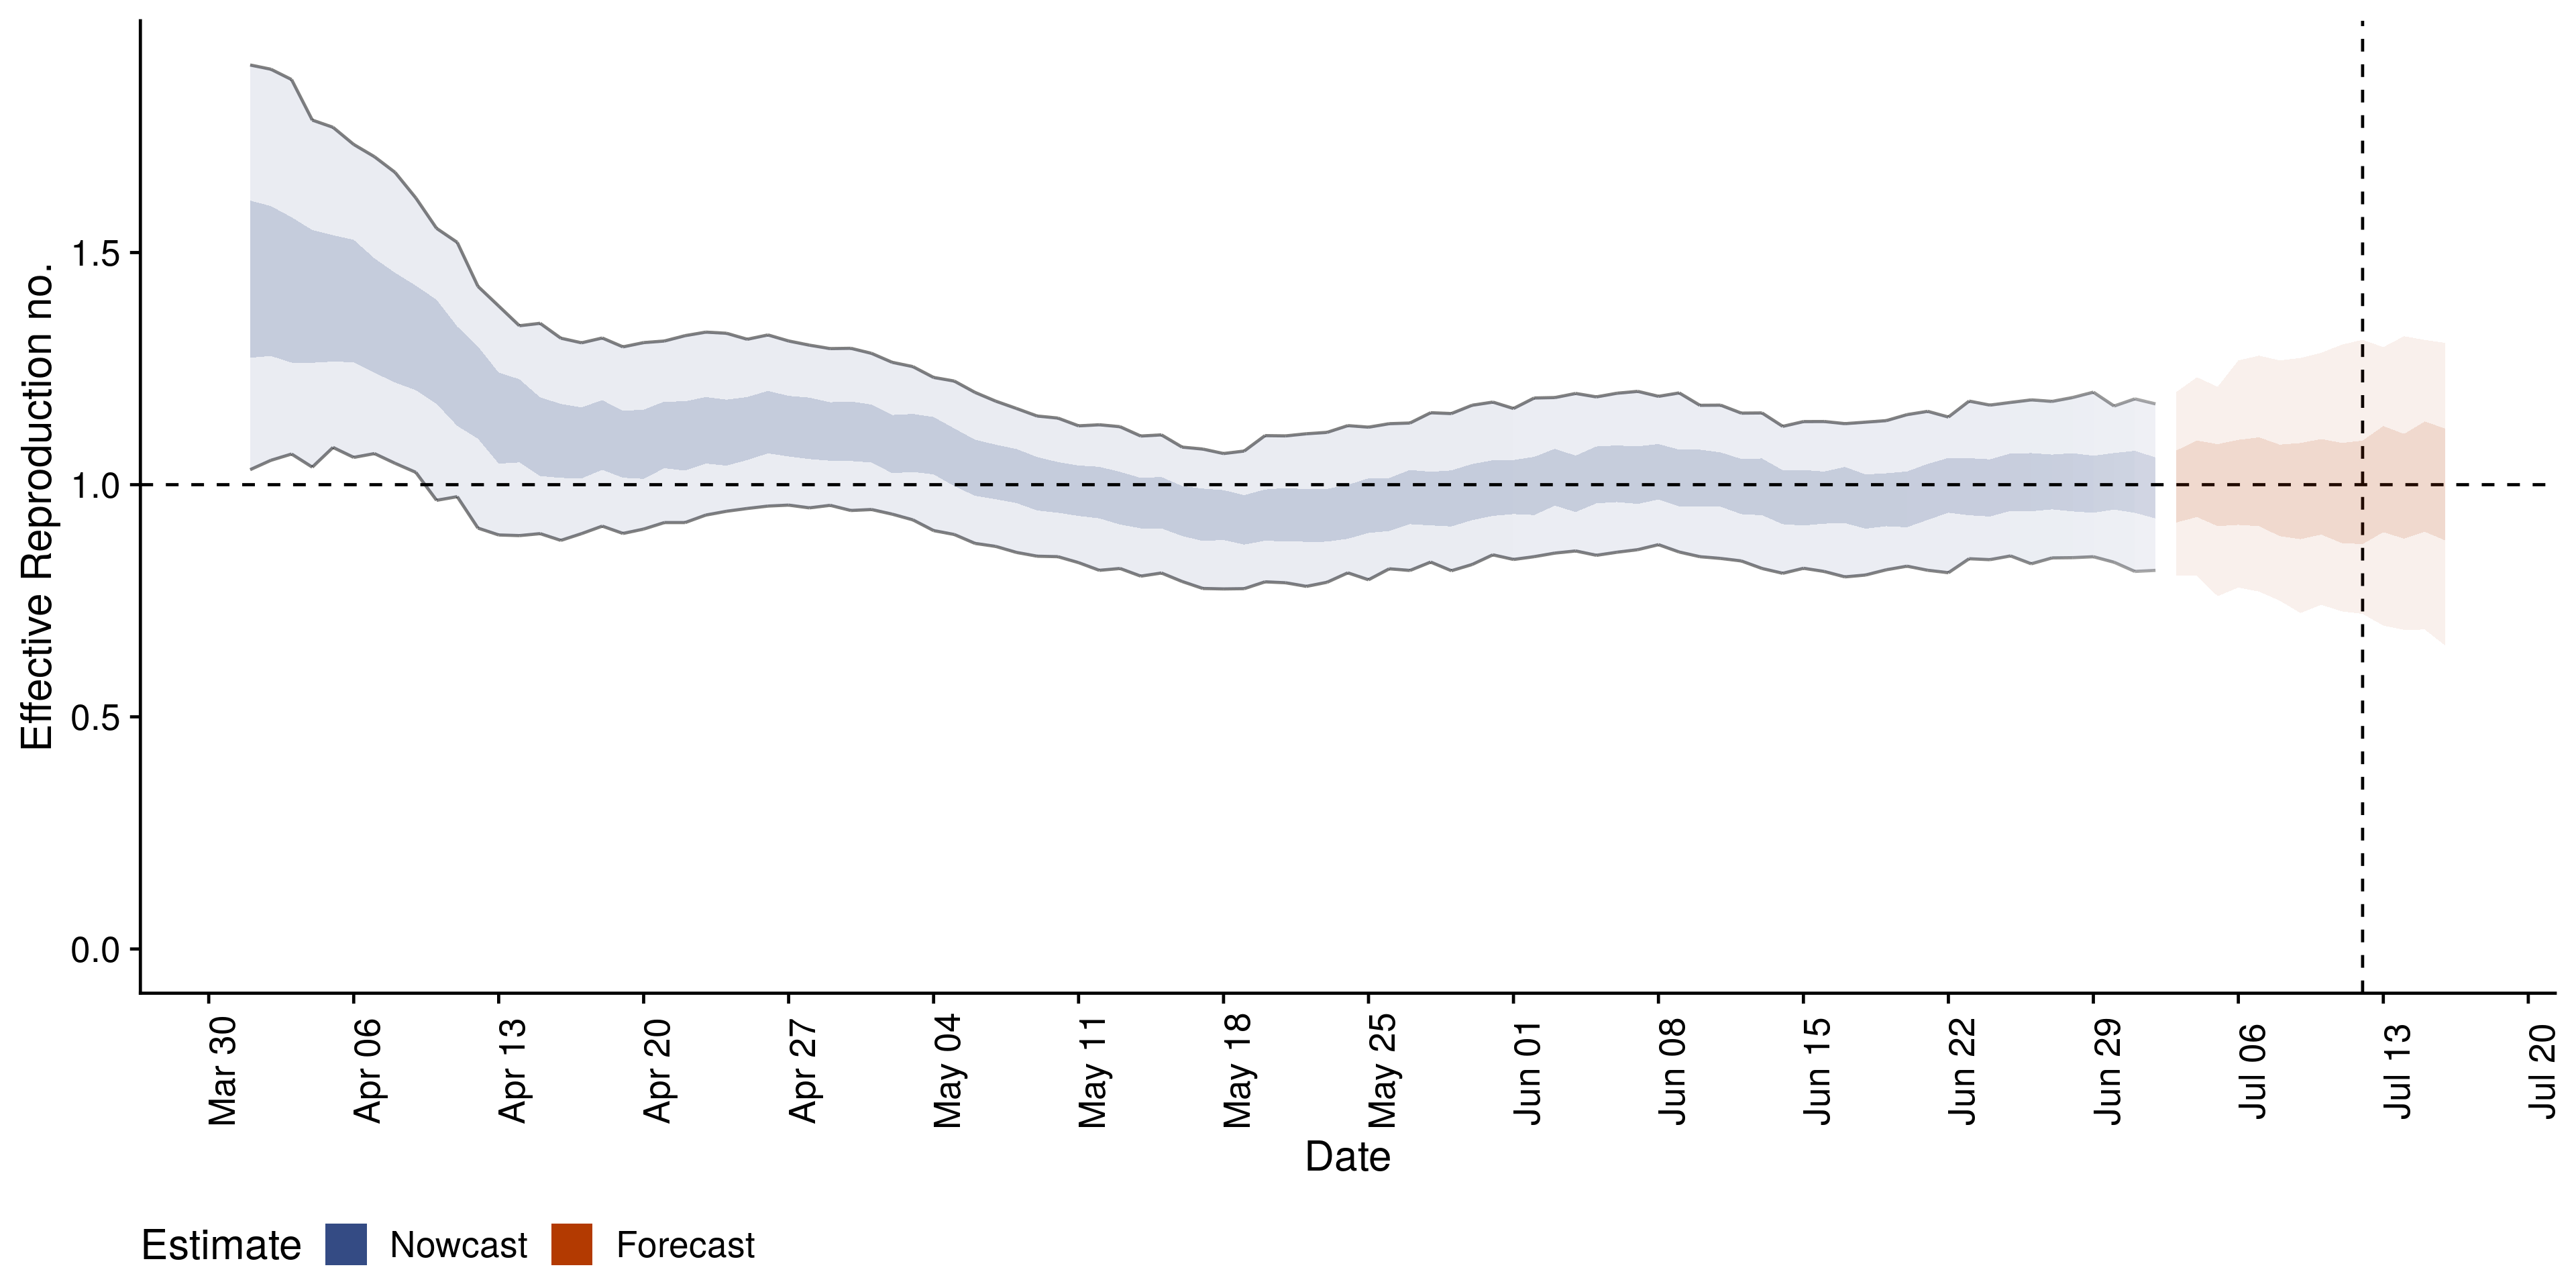 Effective Reproduction no.
1.5
1.0
0.5
0.0
Mar 30
Apr 06
Apr 13
Apr 20
Apr 27
May 04
May 11
May 18
May 25
Jun 01
Jun 08
Jun 15
Jun 22
Jun 29
Jul 06
Jul 13
Jul 20
Date
Estimate Nowcast Forecast